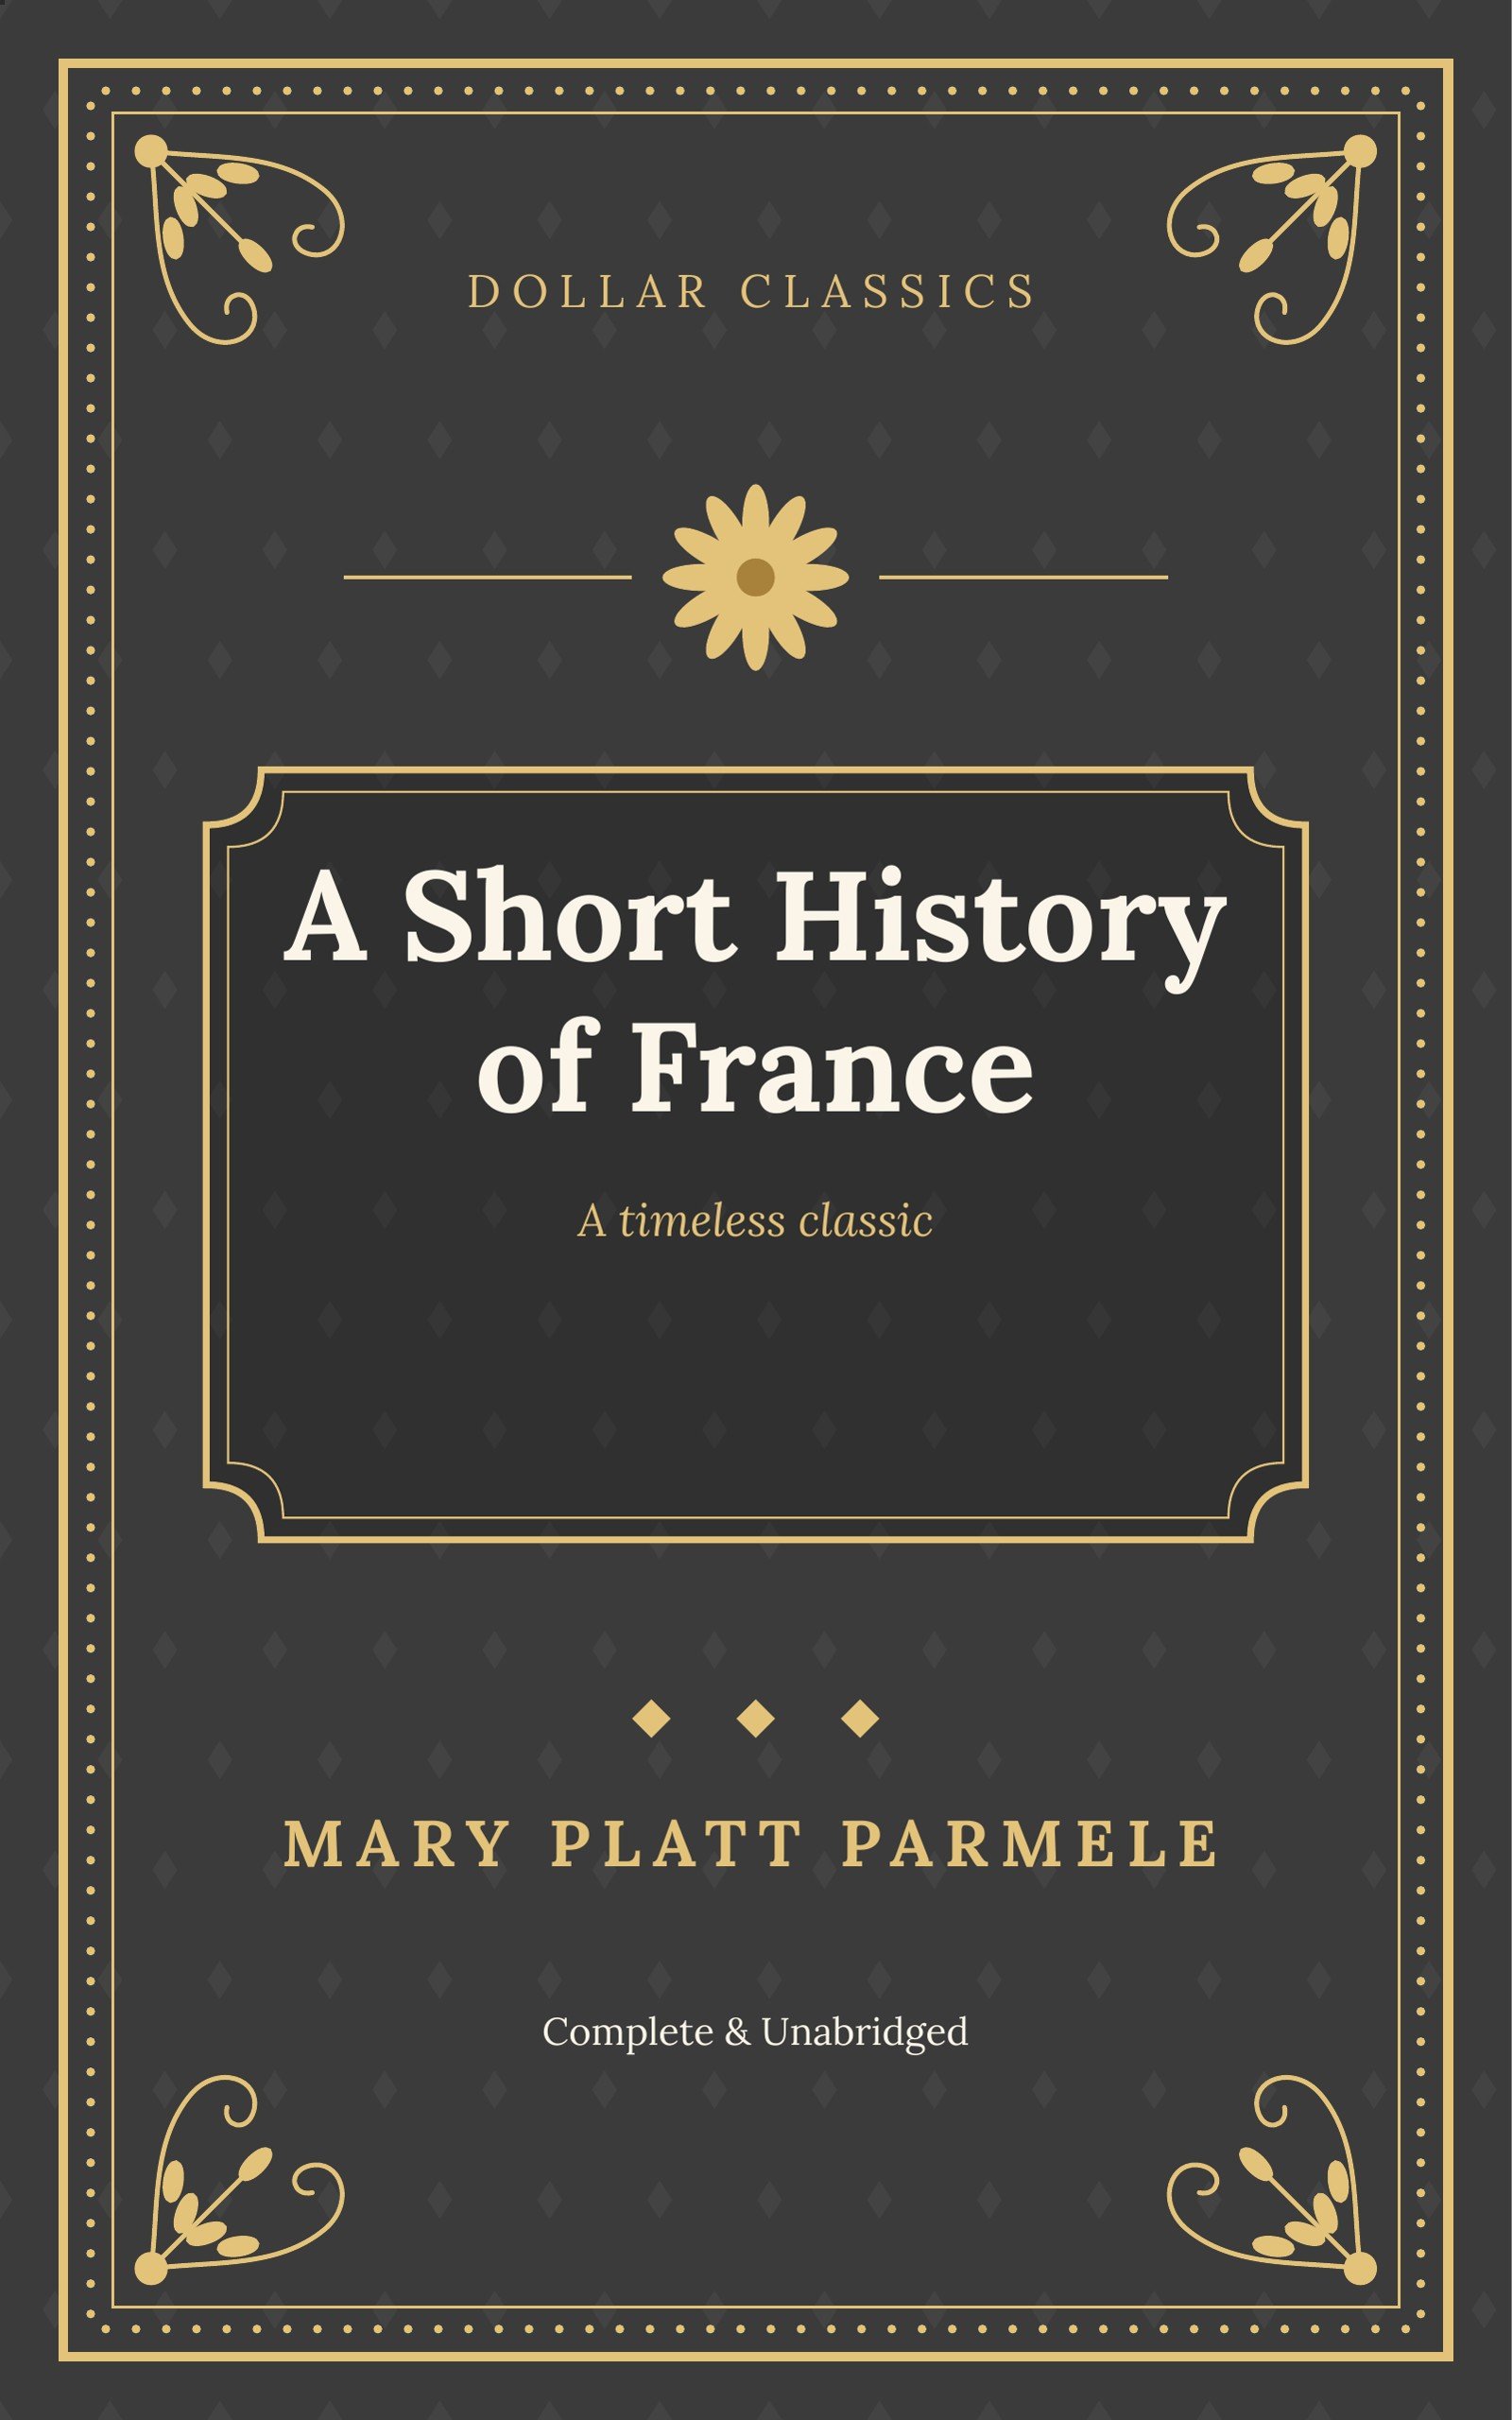 DOLLAR CLASSICS
A Short History
of France
A timeless classic
MARY PLATT PARMELE
Complete & Unabridged